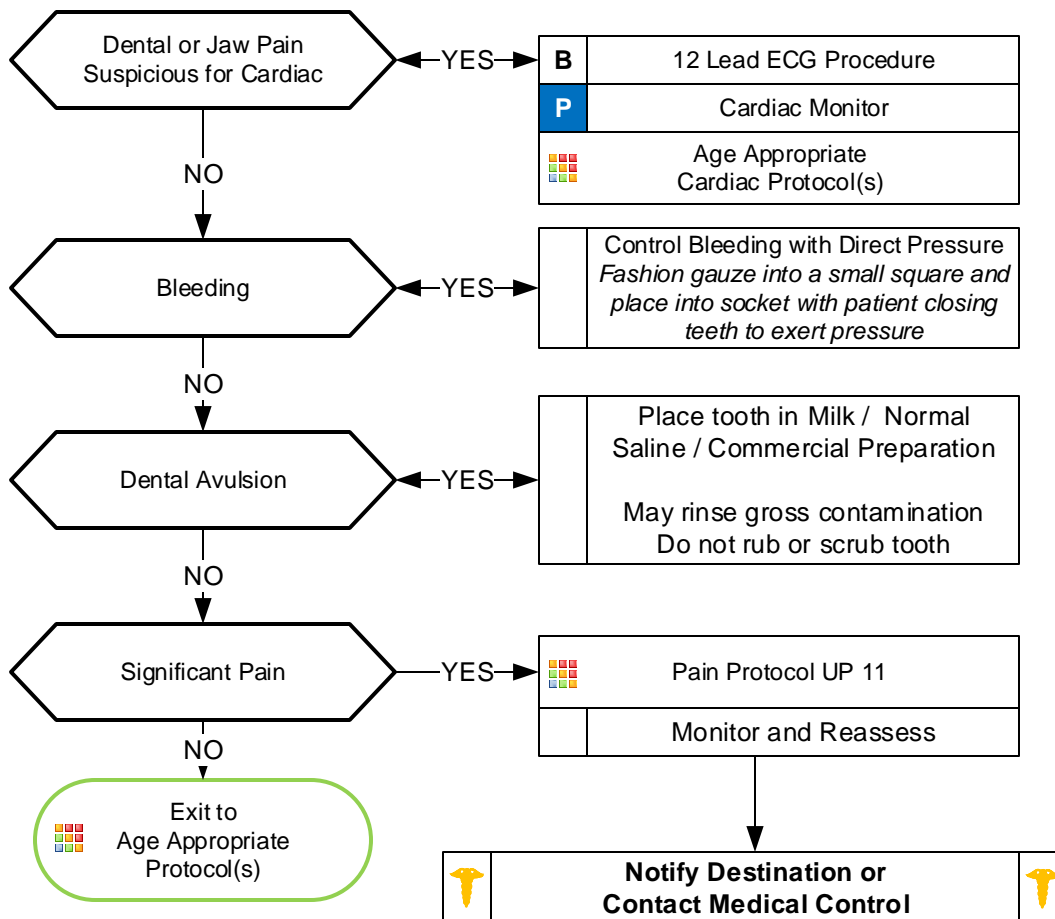 Dental or Jaw Pain
Suspicious for Cardiac
YES
B
12 Lead ECG Procedure
P
Cardiac Monitor
Age Appropriate
Cardiac Protocol(s)
NO
Bleeding
YES
Control Bleeding with Direct Pressure
Fashion gauze into a small square and
place into socket with patient closing
teeth to exert pressure
NO
Dental Avulsion
YES
Place tooth in Milk / Normal
Saline / Commercial Preparation
May rinse gross contamination
Do not rub or scrub tooth
NO
Significant Pain
YES
Pain Protocol UP 11
Monitor and Reassess
NO
Exit to
Age Appropriate
Protocol(s)
Notify Destination or
Contact Medical Control